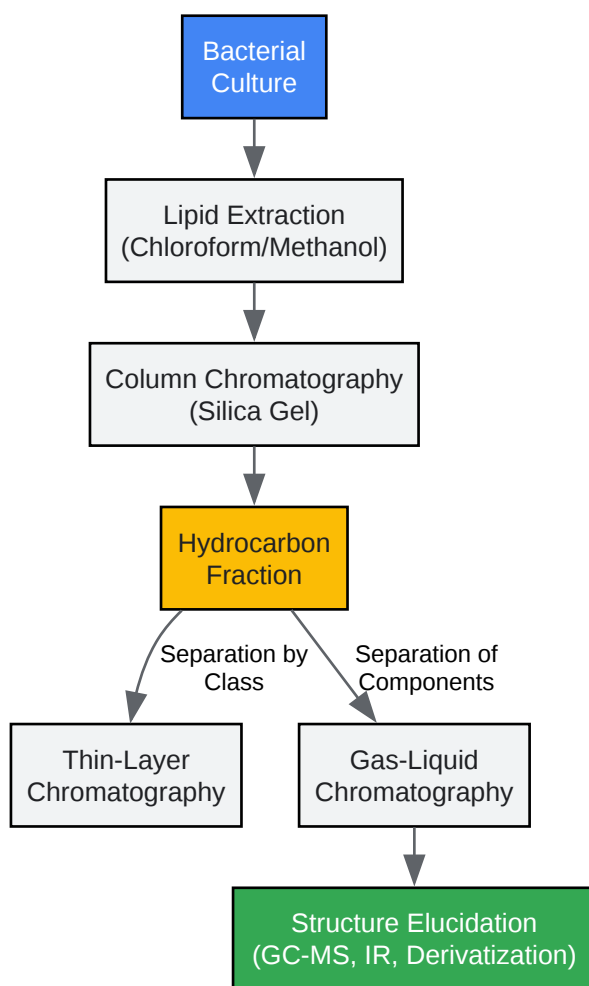 Bacterial
Culture
Lipid Extraction
(Chloroform/Methanol)
Column Chromatography
(Silica Gel)
Hydrocarbon
Fraction
Separation by
Class
Separation of
Components
Thin-Layer
Chromatography
Gas-Liquid
Chromatography
Structure Elucidation
(GC-MS, IR, Derivatization)